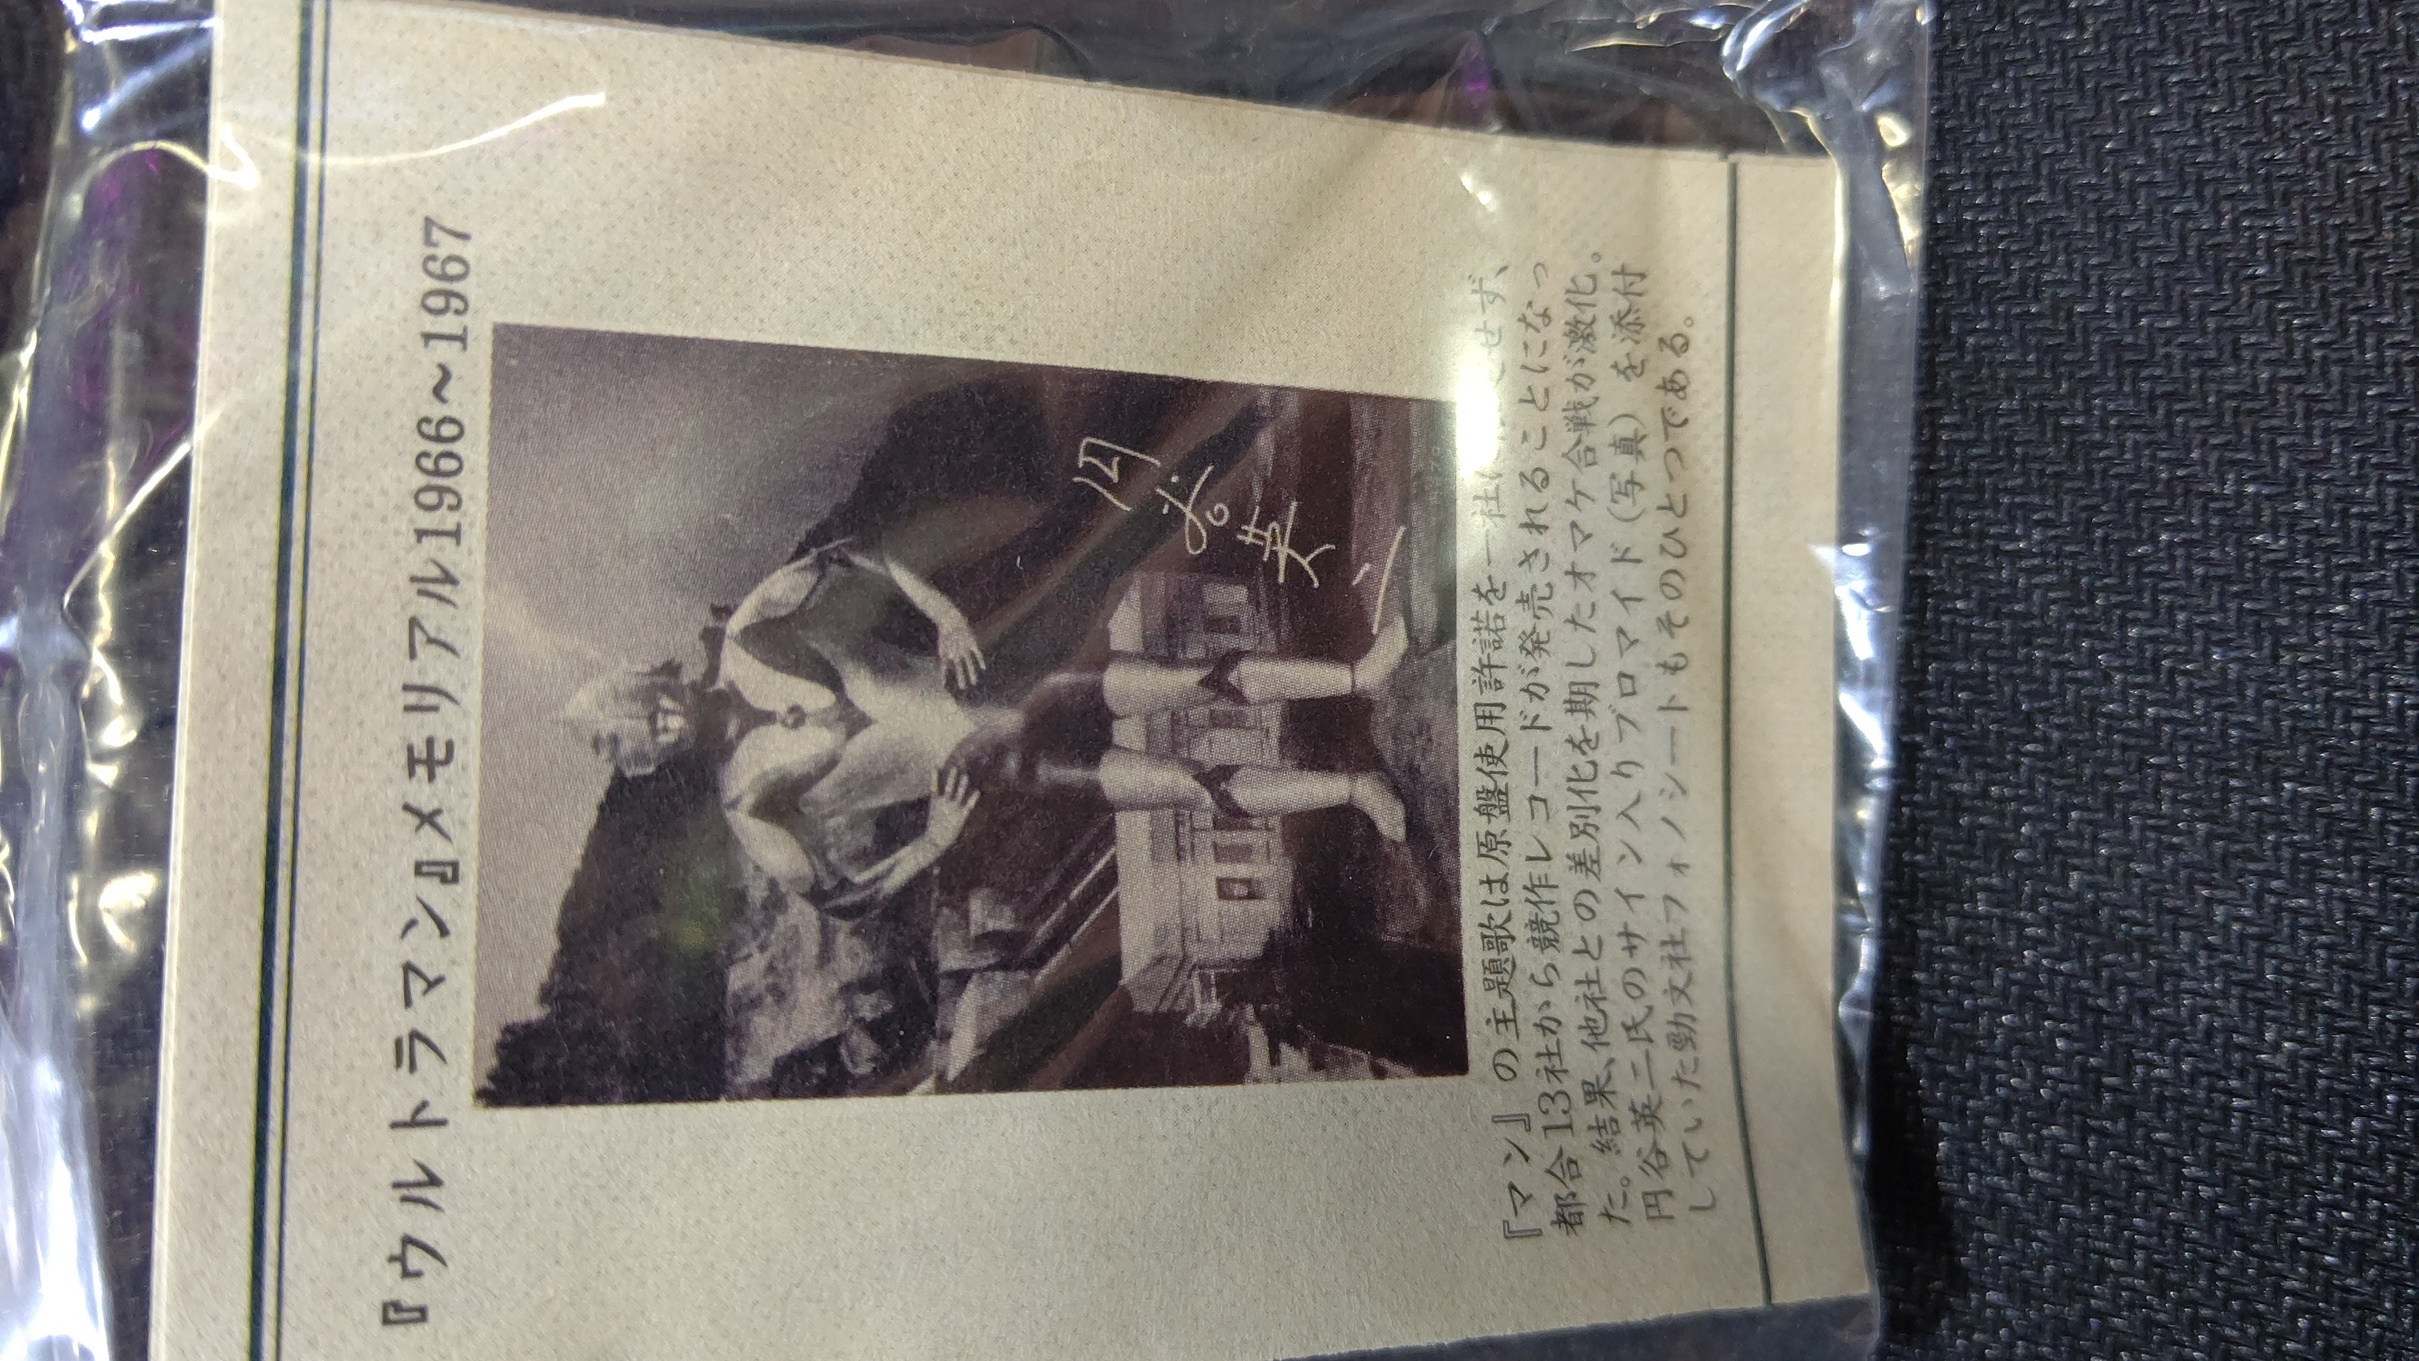 『ウルトラマン』メモリアル1966~1967
円谷英二
『マン』の主題歌は原盤使用許諾を一社に せず、
都合13社から競作レコードが発売されることになっ
た。結果、他社との差別化を期したオマケ合戦が激化。
円谷英二氏のサイン入りブロマイド(写真)を添付
していた勁文社フォノシートもそのひとつである。